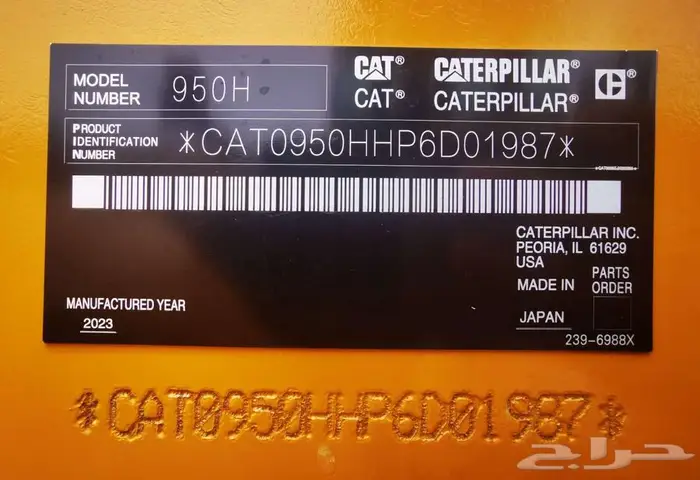 MODEL NUMBER 950H
CAT® CATERPILLAR® C®
CAT® CATERPILLAR®
PRODUCT IDENTIFICATION NUMBER *CAT0950HHP6D01987*
CATERPILLAR INC.
PEORIA, IL 61629
USA
MADE IN
JAPAN
PARTS ORDER
239-6988X
MANUFACTURED YEAR
2023
*CAT0950HHP6D01987*
حراج